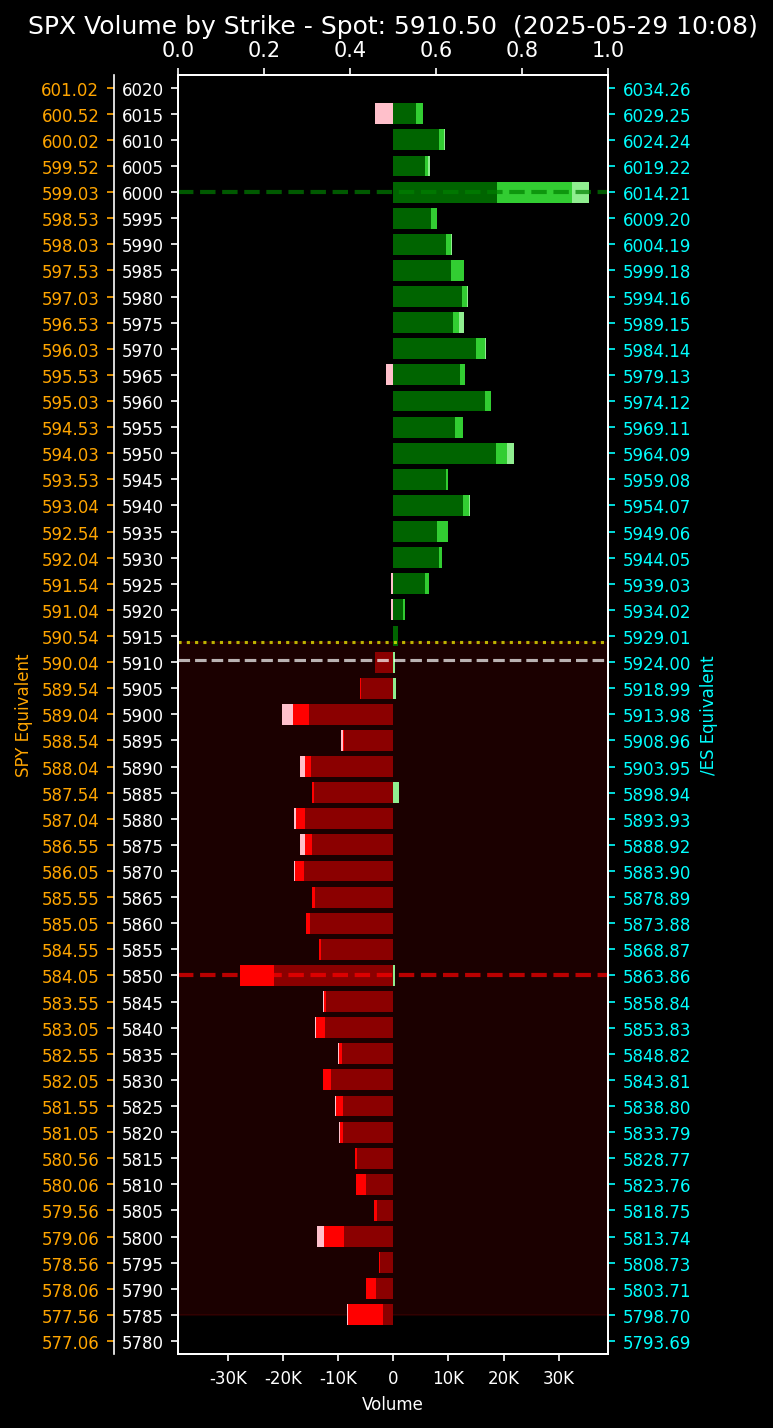 SPX Volume by Strike - Spot: 5910.50 (2025-05-29 10:08)
0.0 0.2 0.4 0.6 0.8 1.0
601.02 6020 6034.26
600.52 6015 6029.25
600.02 6010 6024.24
599.52 6005 6019.22
599.03 6000 6014.21
598.53 5995 6009.20
598.03 5990 6004.19
597.53 5985 5999.18
597.03 5980 5994.16
596.53 5975 5989.15
596.03 5970 5984.14
595.53 5965 5979.13
595.03 5960 5974.12
594.53 5955 5969.11
594.03 5950 5964.09
593.53 5945 5959.08
593.04 5940 5954.07
592.54 5935 5949.06
592.04 5930 5944.05
591.54 5925 5939.03
591.04 5920 5934.02
590.54 5915 5929.01
590.04 5910 5924.00
589.54 5905 5918.99
589.04 5900 5913.98
588.54 5895 5908.96
588.04 5890 5903.95
587.54 5885 5898.94
587.04 5880 5893.93
586.55 5875 5888.92
586.05 5870 5883.90
585.55 5865 5878.89
585.05 5860 5873.88
584.55 5855 5868.87
584.05 5850 5863.86
583.55 5845 5858.84
583.05 5840 5853.83
582.55 5835 5848.82
582.05 5830 5843.81
581.55 5825 5838.80
581.05 5820 5833.79
580.56 5815 5828.77
580.06 5810 5823.76
579.56 5805 5818.75
579.06 5800 5813.74
578.56 5795 5808.73
578.06 5790 5803.71
577.56 5785 5798.70
577.06 5780 5793.69
SPY Equivalent
/ES Equivalent
-30K -20K -10K 0 10K 20K 30K
Volume